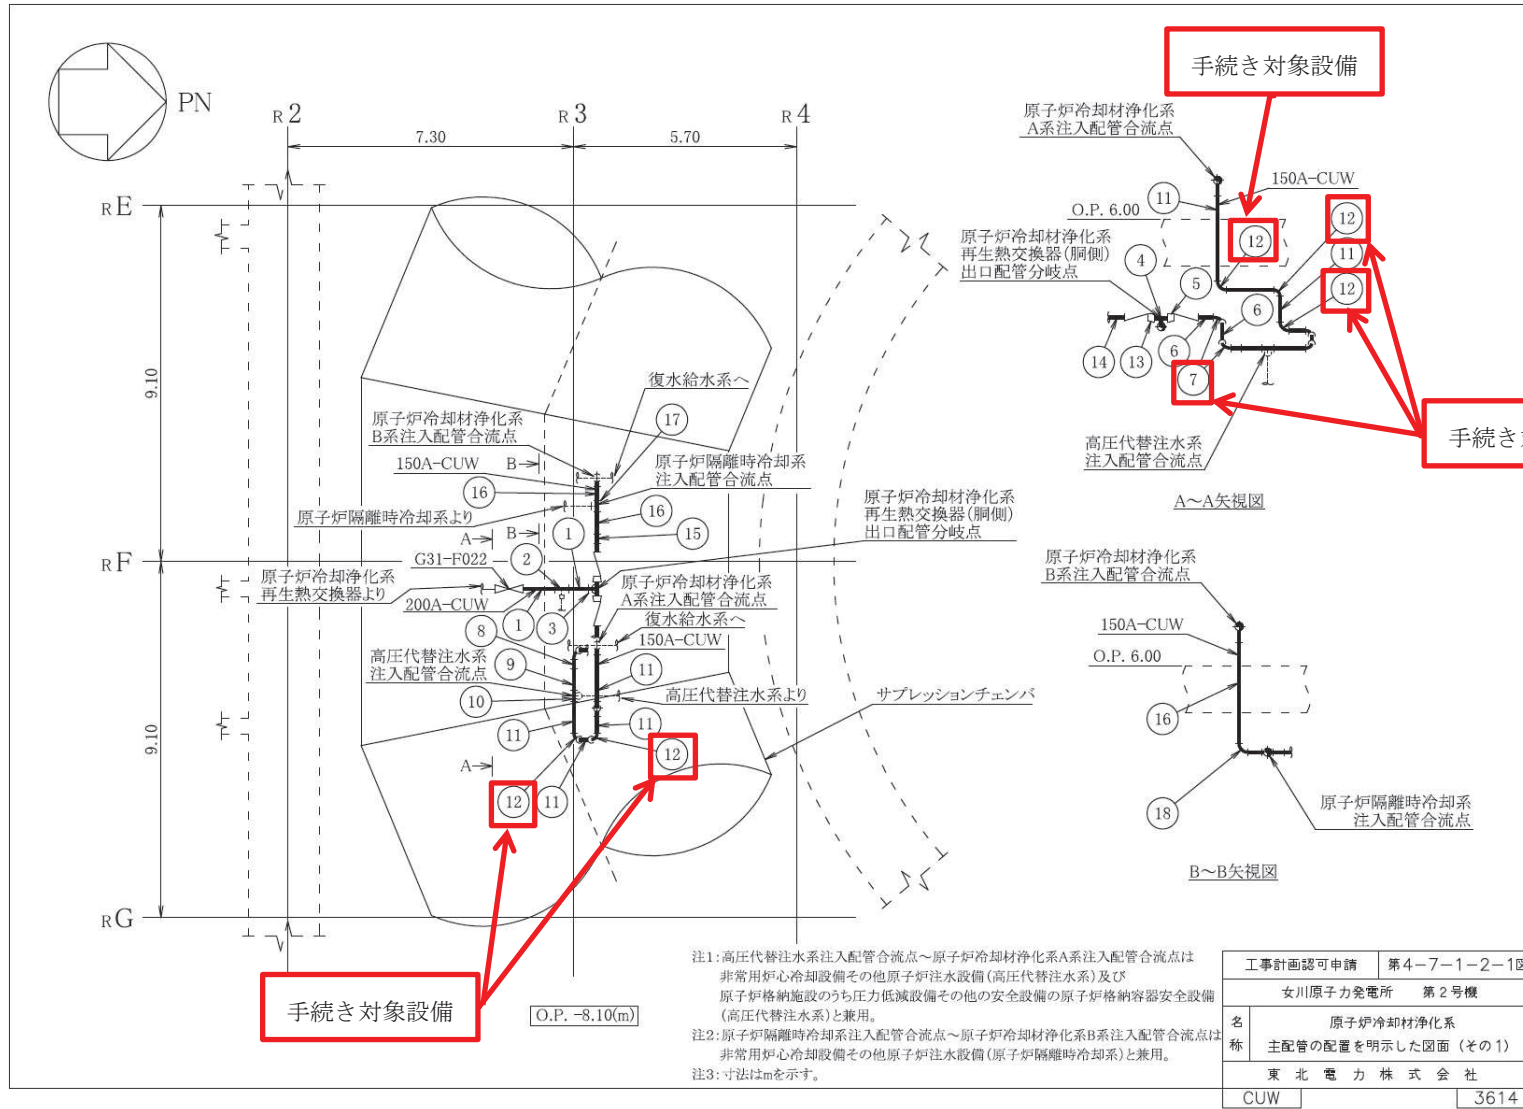 手続き対象設備
PN
R2
R3
R4
7.30
5.70
RE
RF
RG
9.10
9.10
復水給水系へ
原子炉冷却材浄化系
B系注入配管合流点
17
150A-CUW
B
原子炉隔離時冷却系
注入配管合流点
16
16
原子炉隔離時冷却系より
B
1
15
A
2
G31-F022
原子炉冷却材浄化系
再生熱交換器(胴側)
出口配管分岐点
原子炉冷却浄化系
再生熱交換器より
200A-CUW
1
3
原子炉冷却材浄化系
A系注入配管合流点
復水給水系へ
150A-CUW
8
高圧代替注水系
注入配管合流点
9
11
10
高圧代替注水系より
サプレッションチェンバ
11
11
12
A
12
11
手続き対象設備
O.P. -8.10(m)
原子炉冷却材浄化系
A系注入配管合流点
150A-CUW
11
O.P. 6.00
12
12
11
12
原子炉冷却材浄化系
再生熱交換器(胴側)
出口配管分岐点
4
5
6
14
13
6
7
高圧代替注水系
注入配管合流点
手続き
A～A矢視図
原子炉冷却材浄化系
B系注入配管合流点
150A-CUW
O.P. 6.00
16
18
原子炉隔離時冷却系
注入配管合流点
B～B矢視図
注1:高圧代替注水系注入配管合流点～原子炉冷却材浄化系A系注入配管合流点は
非常用炉心冷却設備その他原子炉注水設備(高圧代替注水系)及び
原子炉格納施設のうち圧力低減設備その他の安全設備の原子炉格納容器安全設備
(高圧代替注水系)と兼用。
注2:原子炉隔離時冷却系注入配管合流点～原子炉冷却材浄化系B系注入配管合流点は
非常用炉心冷却設備その他原子炉注水設備(原子炉隔離時冷却系)と兼用。
注3:寸法はmを示す。
工事計画認可申請 第4-7-1-2-1図
女川原子力発電所 第2号機
名称 原子炉冷却材浄化系
主配管の配置を明示した図面(その1)
東北電力株式会社
CUW 3614